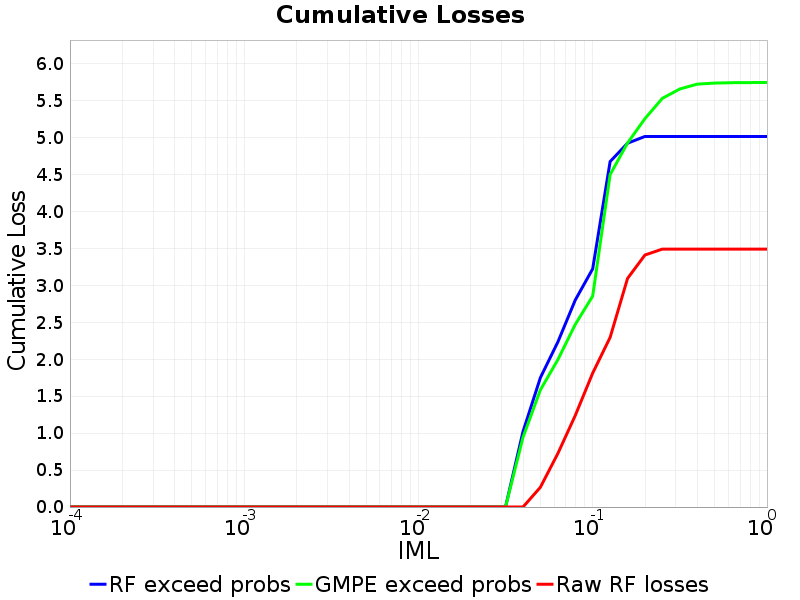 Cumulative Losses
Cumulative Loss
6.0
5.5
5.0
4.5
4.0
3.5
3.0
2.5
2.0
1.5
1.0
0.5
0.0
10^-4 10^-3 10^-2 10^-1 10^0
IML
RF exceed probs GMPE exceed probs Raw RF losses